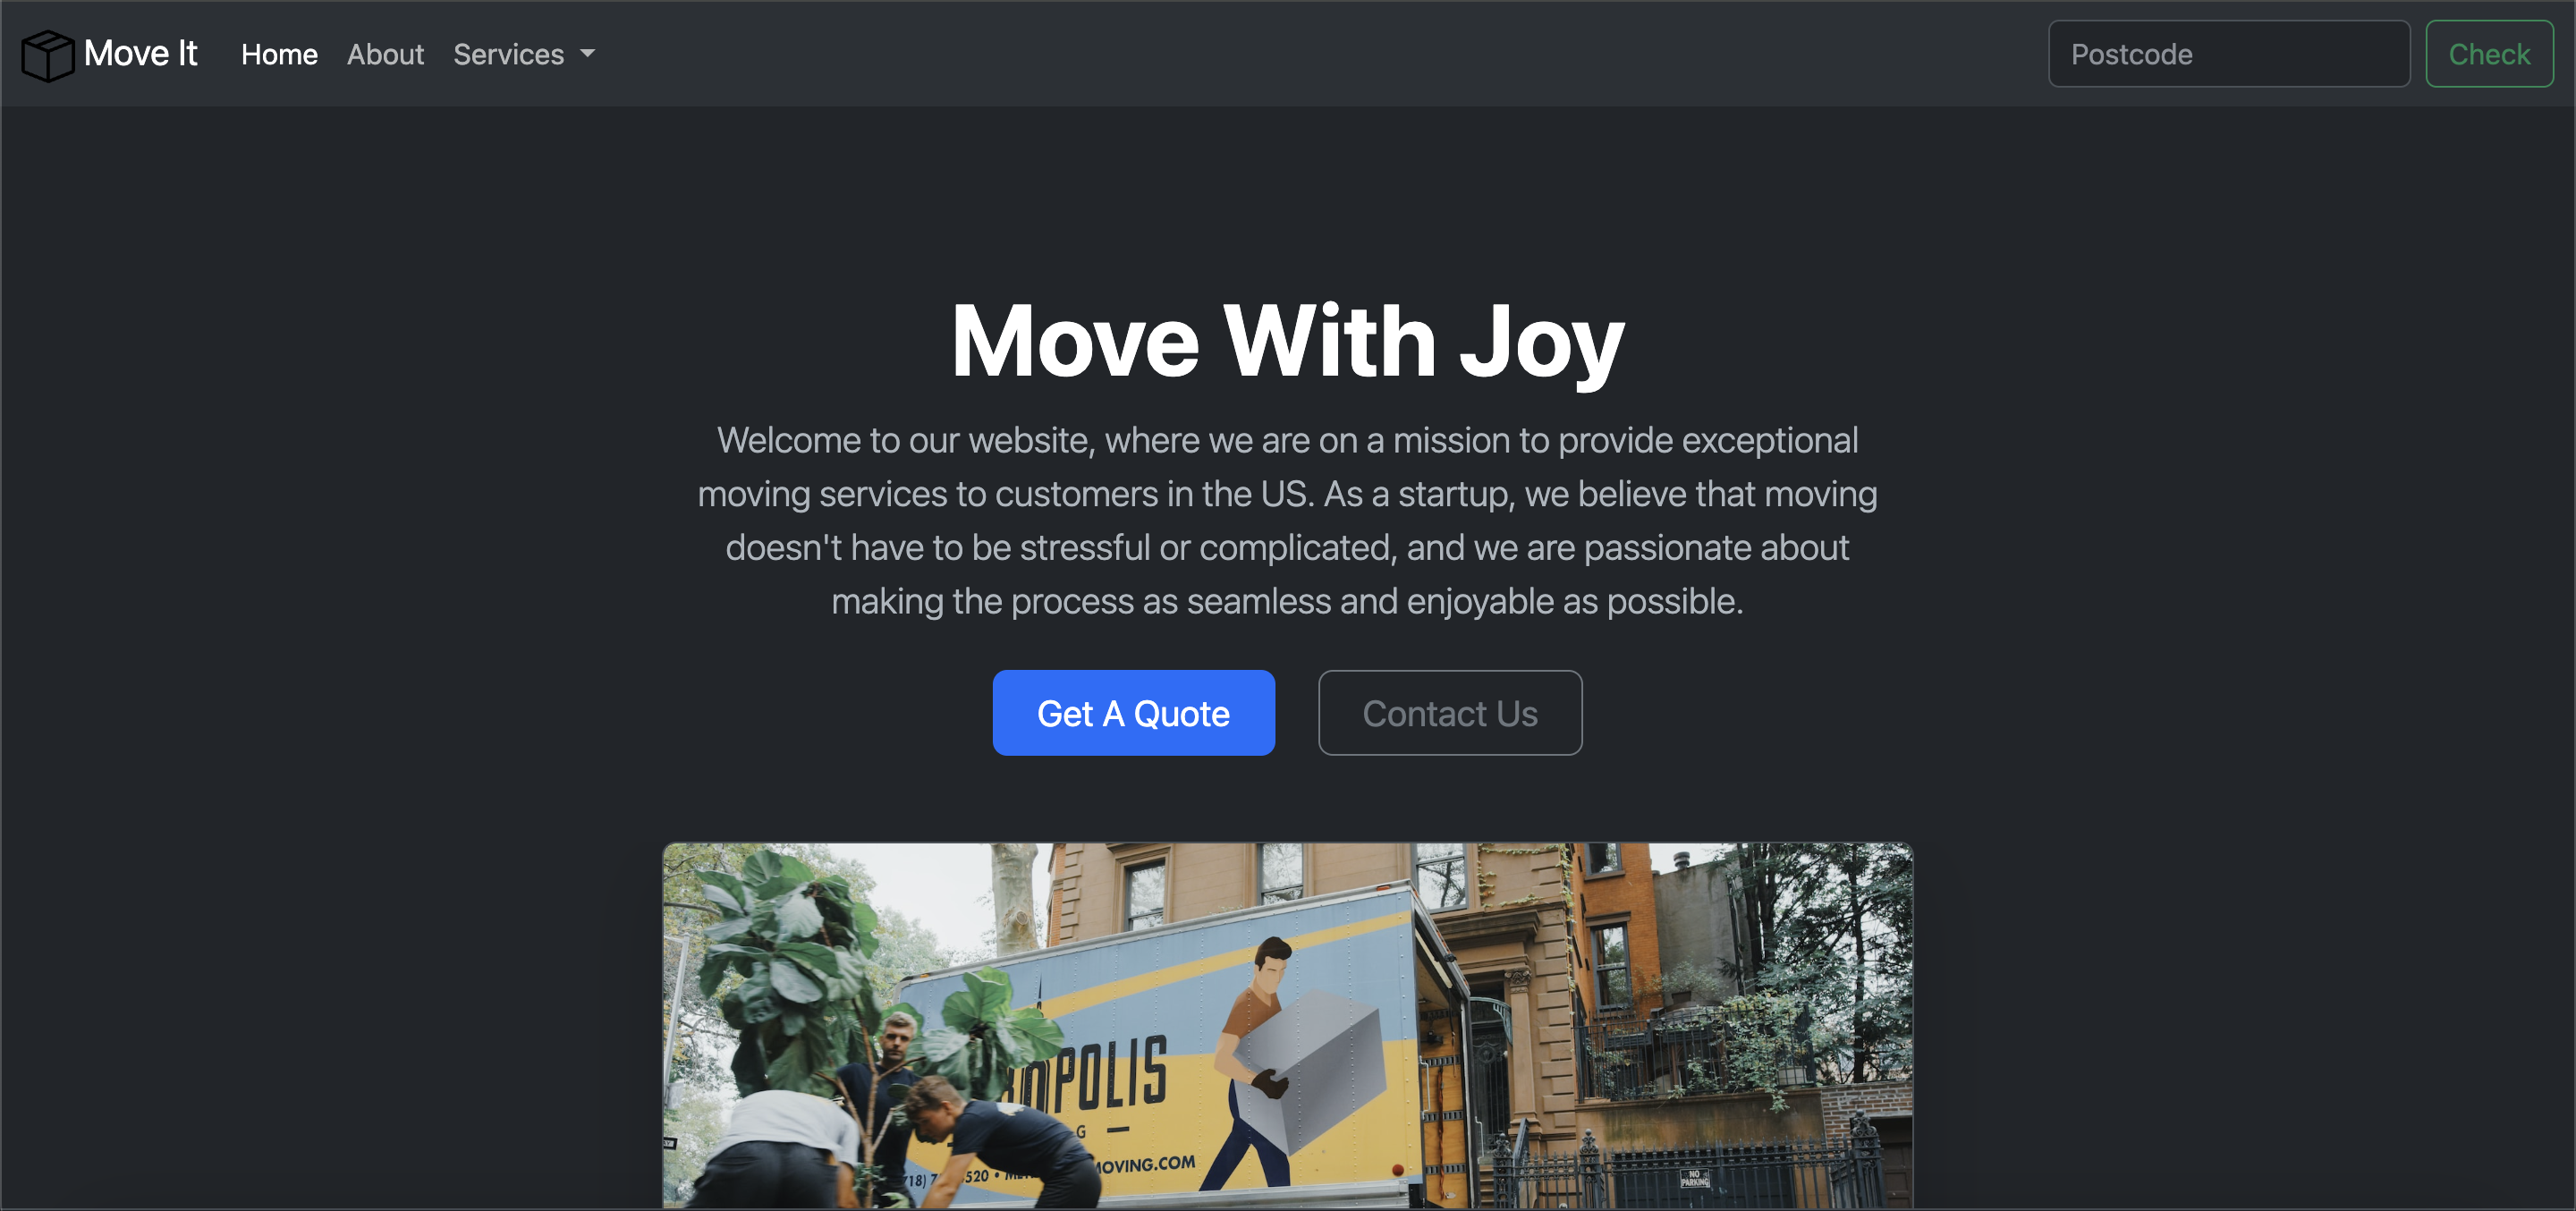 Move It
Home
About
Services
Postcode
Check
Move With Joy
Welcome to our website, where we are on a mission to provide exceptional
moving services to customers in the US. As a startup, we believe that moving
doesn't have to be stressful or complicated, and we are passionate about
making the process as seamless and enjoyable as possible.
Get A Quote
Contact Us
POLIS
MOVING.COM
NO
PARKING